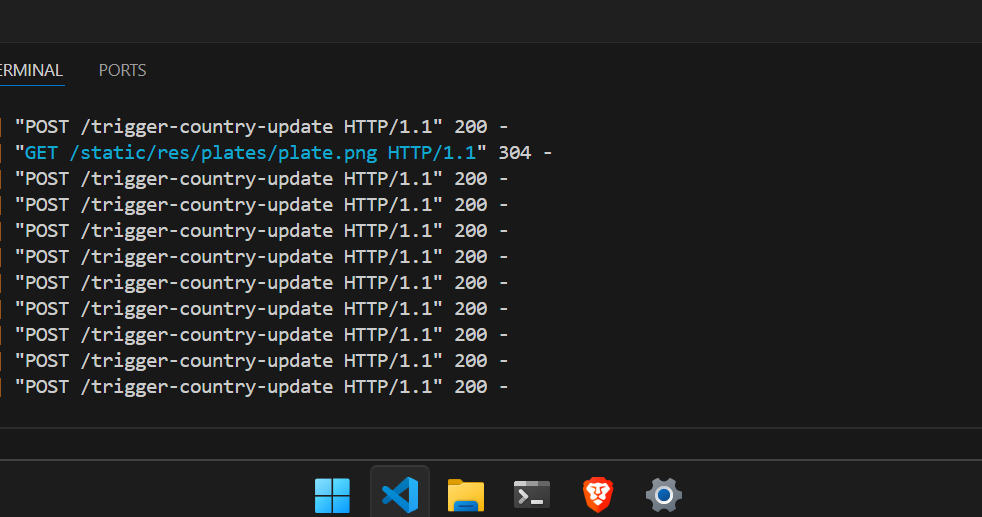 ERMINAL PORTS
"POST /trigger-country-update HTTP/1.1" 200 -
"GET /static/res/plates/plate.png HTTP/1.1" 304 -
"POST /trigger-country-update HTTP/1.1" 200 -
"POST /trigger-country-update HTTP/1.1" 200 -
"POST /trigger-country-update HTTP/1.1" 200 -
"POST /trigger-country-update HTTP/1.1" 200 -
"POST /trigger-country-update HTTP/1.1" 200 -
"POST /trigger-country-update HTTP/1.1" 200 -
"POST /trigger-country-update HTTP/1.1" 200 -
"POST /trigger-country-update HTTP/1.1" 200 -
"POST /trigger-country-update HTTP/1.1" 200 -